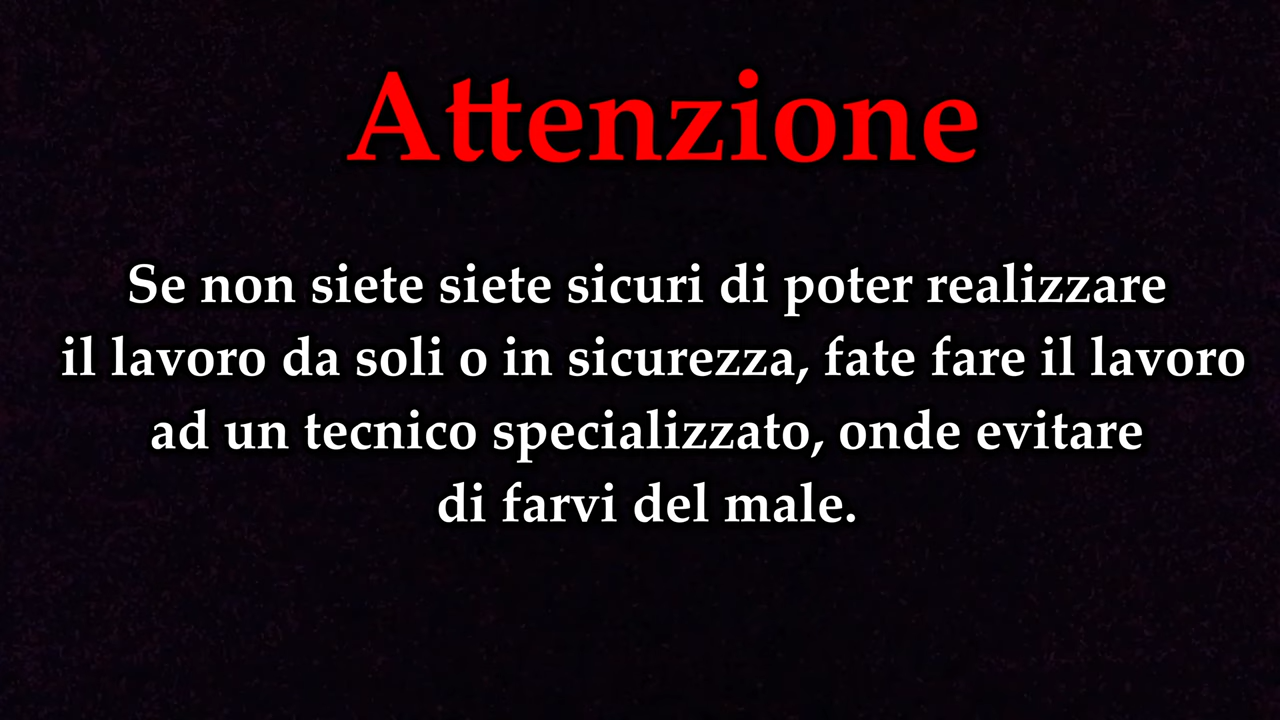 Attenzione
Se non siete siete sicuri di poter realizzare
il lavoro da soli o in sicurezza, fate fare il lavoro
ad un tecnico specializzato, onde evitare
di farvi del male.